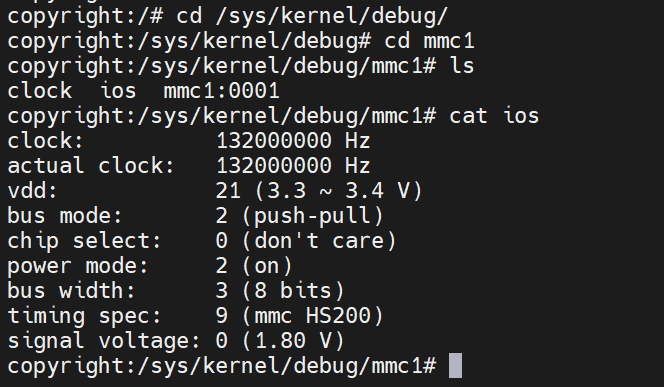 copyright:/# cd /sys/kernel/debug/
copyright:/sys/kernel/debug# cd mmc1
copyright:/sys/kernel/debug/mmc1# ls
clock  ios  mmc1:0001
copyright:/sys/kernel/debug/mmc1# cat ios
clock:          132000000 Hz
actual clock:   132000000 Hz
vdd:            21 (3.3 ~ 3.4 V)
bus mode:       2 (push-pull)
chip select:    0 (don't care)
power mode:     2 (on)
bus width:      3 (8 bits)
timing spec:    9 (mmc HS200)
signal voltage: 0 (1.80 V)
copyright:/sys/kernel/debug/mmc1#